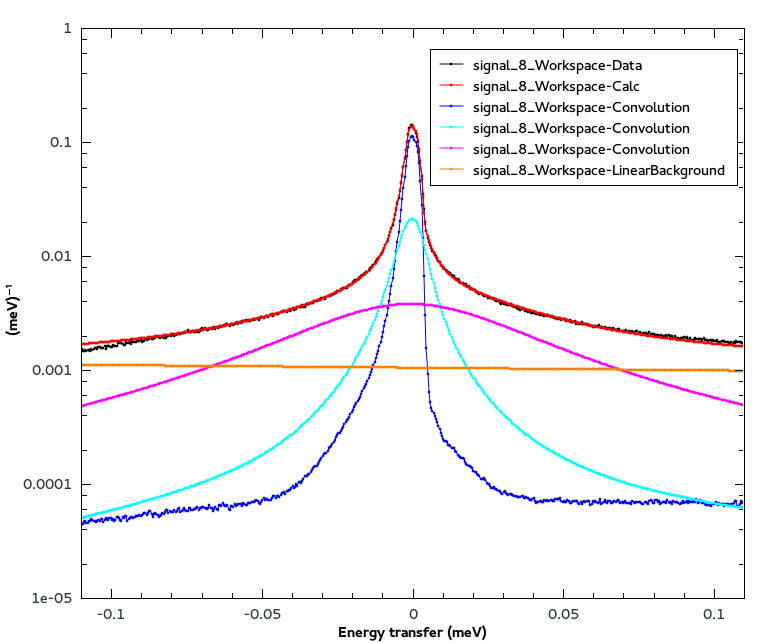 1
signal_8_Workspace-Data
signal_8_Workspace-Calc
signal_8_Workspace-Convolution
signal_8_Workspace-Convolution
signal_8_Workspace-Convolution
signal_8_Workspace-LinearBackground
0.1
0.01
(meV)⁻¹
0.001
0.0001
1e-05
-0.1 -0.05 0 0.05 0.1
Energy transfer (meV)